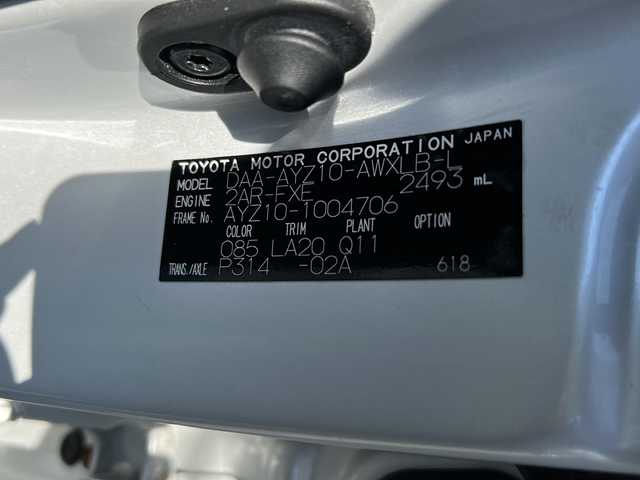 TOYOTA MOTOR CORPORATION JAPAN
MODEL DAA-AYZ10-AWXLB-L
ENGINE 2AR-FXE 2493 mL
FRAME No. AYZ10-1004706
COLOR TRIM PLANT OPTION
085 LA20 Q11
TRANS./AXLE P314 -02A 618